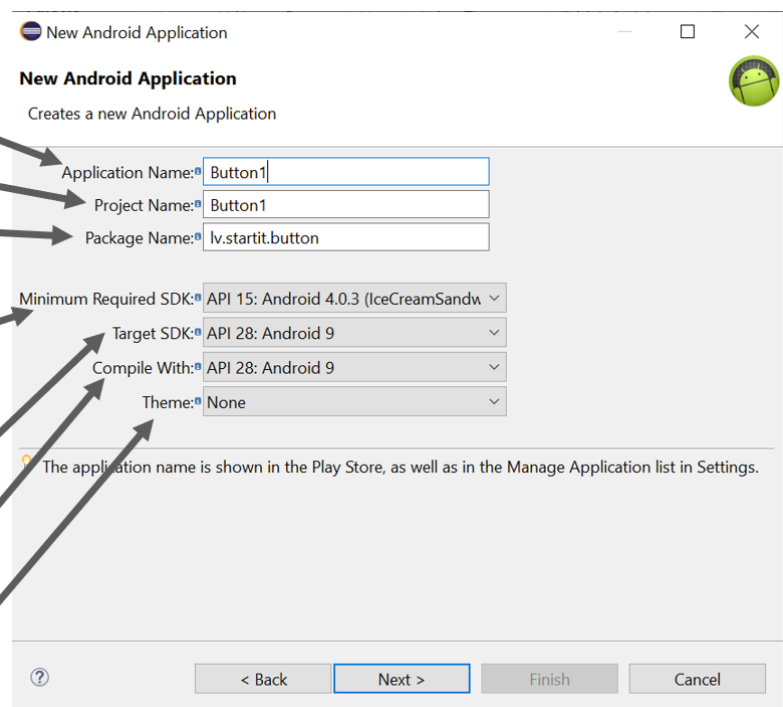 New Android Application
New Android Application
Creates a new Android Application
Application Name: Button1
Project Name: Button1
Package Name: lv.startit.button
Minimum Required SDK: API 15: Android 4.0.3 (IceCreamSandw
Target SDK: API 28: Android 9
Compile With: API 28: Android 9
Theme: None
The application name is shown in the Play Store, as well as in the Manage Application list in Settings.
? < Back Next > Finish Cancel